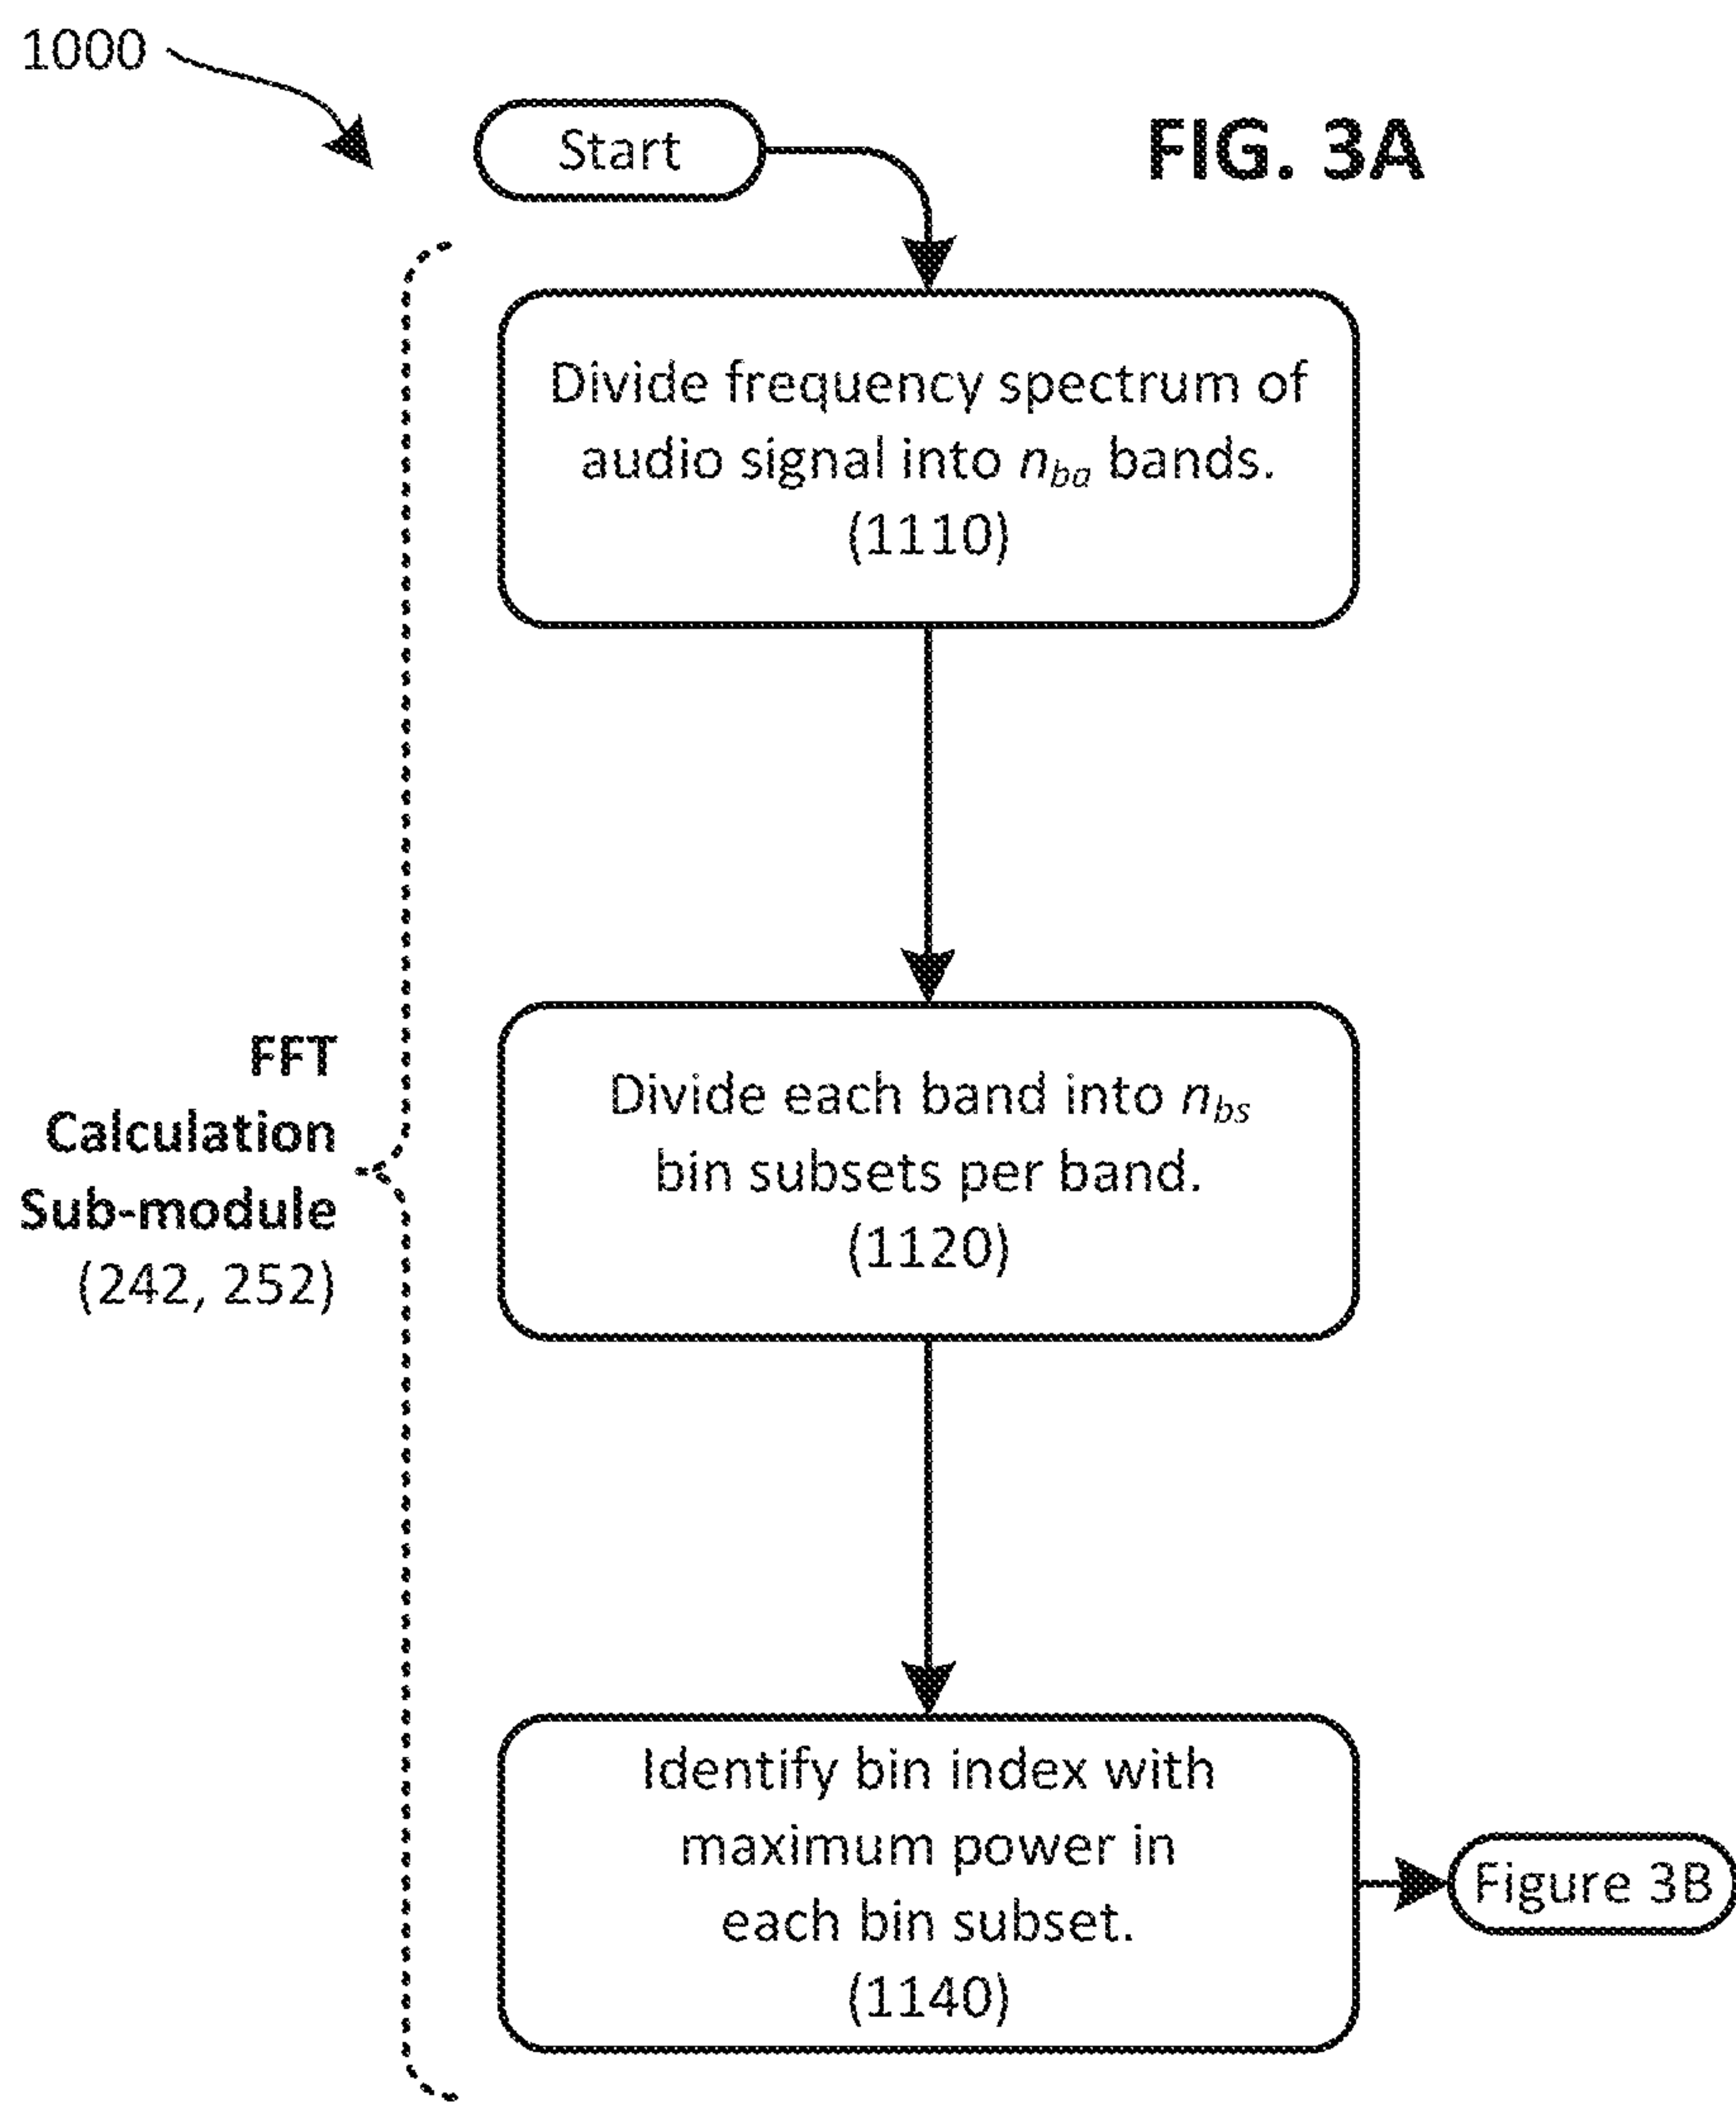 1000
Start
FIG. 3A
Divide frequency spectrum of
audio signal into n_ba bands.
(1110)
FFT
Calculation
Sub-module
(242, 252)
Divide each band into n_bs
bin subsets per band.
(1120)
Identify bin index with
maximum power in
each bin subset.
(1140)
Figure 3B